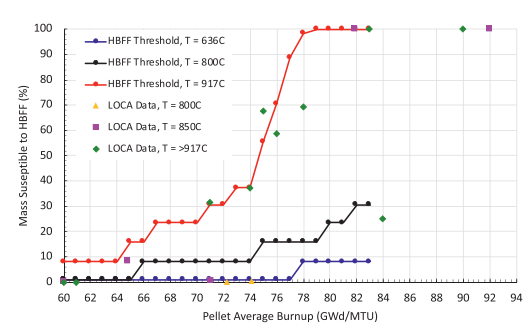 Mass Suseptible to HBFF (%)
100
90
80
70
60
50
40
30
20
10
0
HBFF Threshold, T = 636C
HBFF Threshold, T = 800C
HBFF Threshold, T = 917C
LOCA Data, T = 800C
LOCA Data, T = 850C
LOCA Data, T = >917C
60 62 64 66 68 70 72 74 76 78 80 82 84 86 88 90 92 94
Pellet Average Burnup (GWd/MTU)